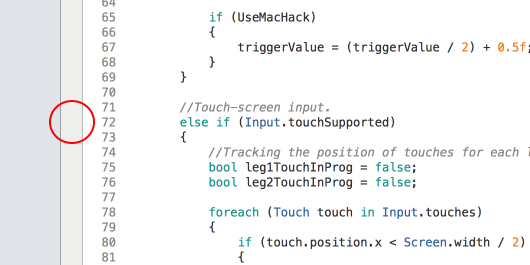 64
65 if (UseMacHack)
66 {
67 triggerValue = (triggerValue / 2) + 0.5f;
68 }
69 }
70
71 //Touch-screen input.
72 else if (Input.touchSupported)
73 {
74 //Tracking the position of touches for each
75 bool leg1TouchInProg = false;
76 bool leg2TouchInProg = false;
77
78 foreach (Touch touch in Input.touches)
79 {
80 if (touch.position.x < Screen.width / 2)
81 {